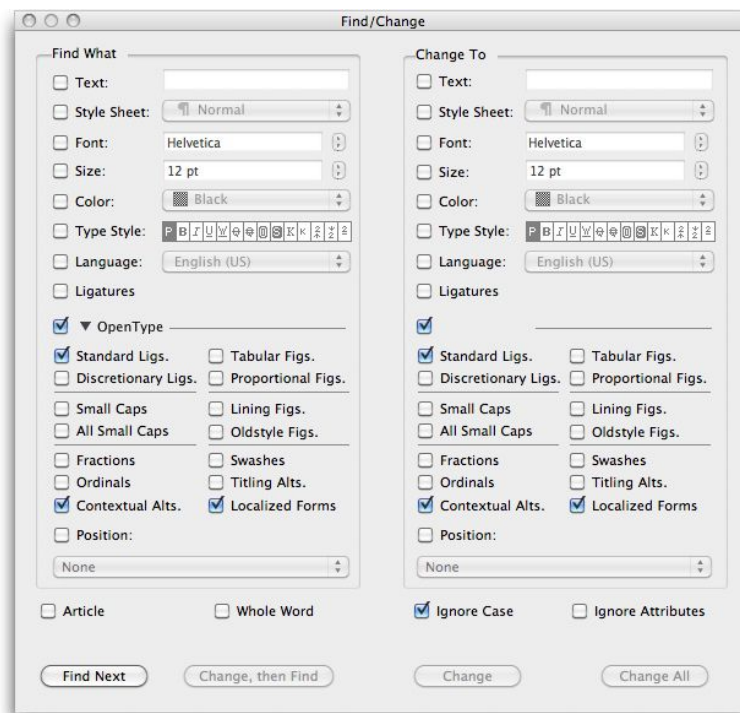 Find/Change
Find What
Text:
Style Sheet: ¶ Normal
Font: Helvetica
Size: 12 pt
Color: Black
Type Style: P B I U W
Language: English (US)
Ligatures
OpenType
Standard Ligs. Tabular Figs.
Discretionary Ligs. Proportional Figs.
Small Caps Lining Figs.
All Small Caps Oldstyle Figs.
Fractions Swashes
Ordinals Titling Alts.
Contextual Alts. Localized Forms
Position:
None
Change To
Text:
Style Sheet: ¶ Normal
Font: Helvetica
Size: 12 pt
Color: Black
Type Style: P B I U W
Language: English (US)
Ligatures
Standard Ligs. Tabular Figs.
Discretionary Ligs. Proportional Figs.
Small Caps Lining Figs.
All Small Caps Oldstyle Figs.
Fractions Swashes
Ordinals Titling Alts.
Contextual Alts. Localized Forms
Position:
None
Article Whole Word Ignore Case Ignore Attributes
Find Next Change, then Find Change Change All